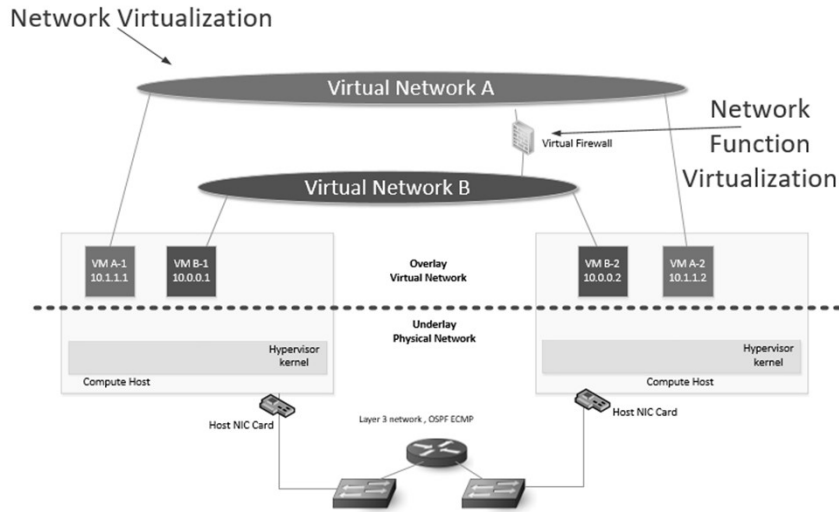 Network Virtualization
Virtual Network A
Network
Function
Virtualization
Virtual Firewall
Virtual Network B
VM A-1
10.1.1.1
VM B-1
10.0.0.1
Overlay
Virtual Network
VM B-2
10.0.0.2
VM A-2
10.1.1.2
Underlay
Physical Network
Hypervisor
kernel
Compute Host
Hypervisor
kernel
Compute Host
Host NIC Card
Layer 3 network , OSPF ECMP
Host NIC Card